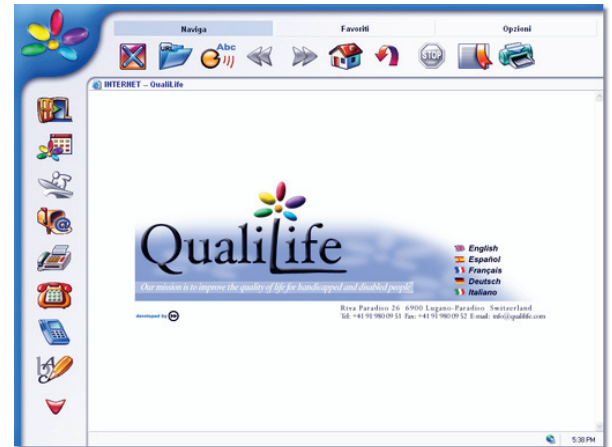 Naviga Favoriti Opzioni
URL Abc STOP
INTERNET - QualiLife
QualiLife
Our mission is to improve the quality of life for handicapped and disabled people
English
Español
Français
Deutsch
Italiano
developed by
Riva Paradiso 26 6900 Lugano-Paradiso Switzerland
Tel: +41 91 980 09 51 Fax: +41 91 980 09 52 E-mail: info@qualilife.com
5:38 PM